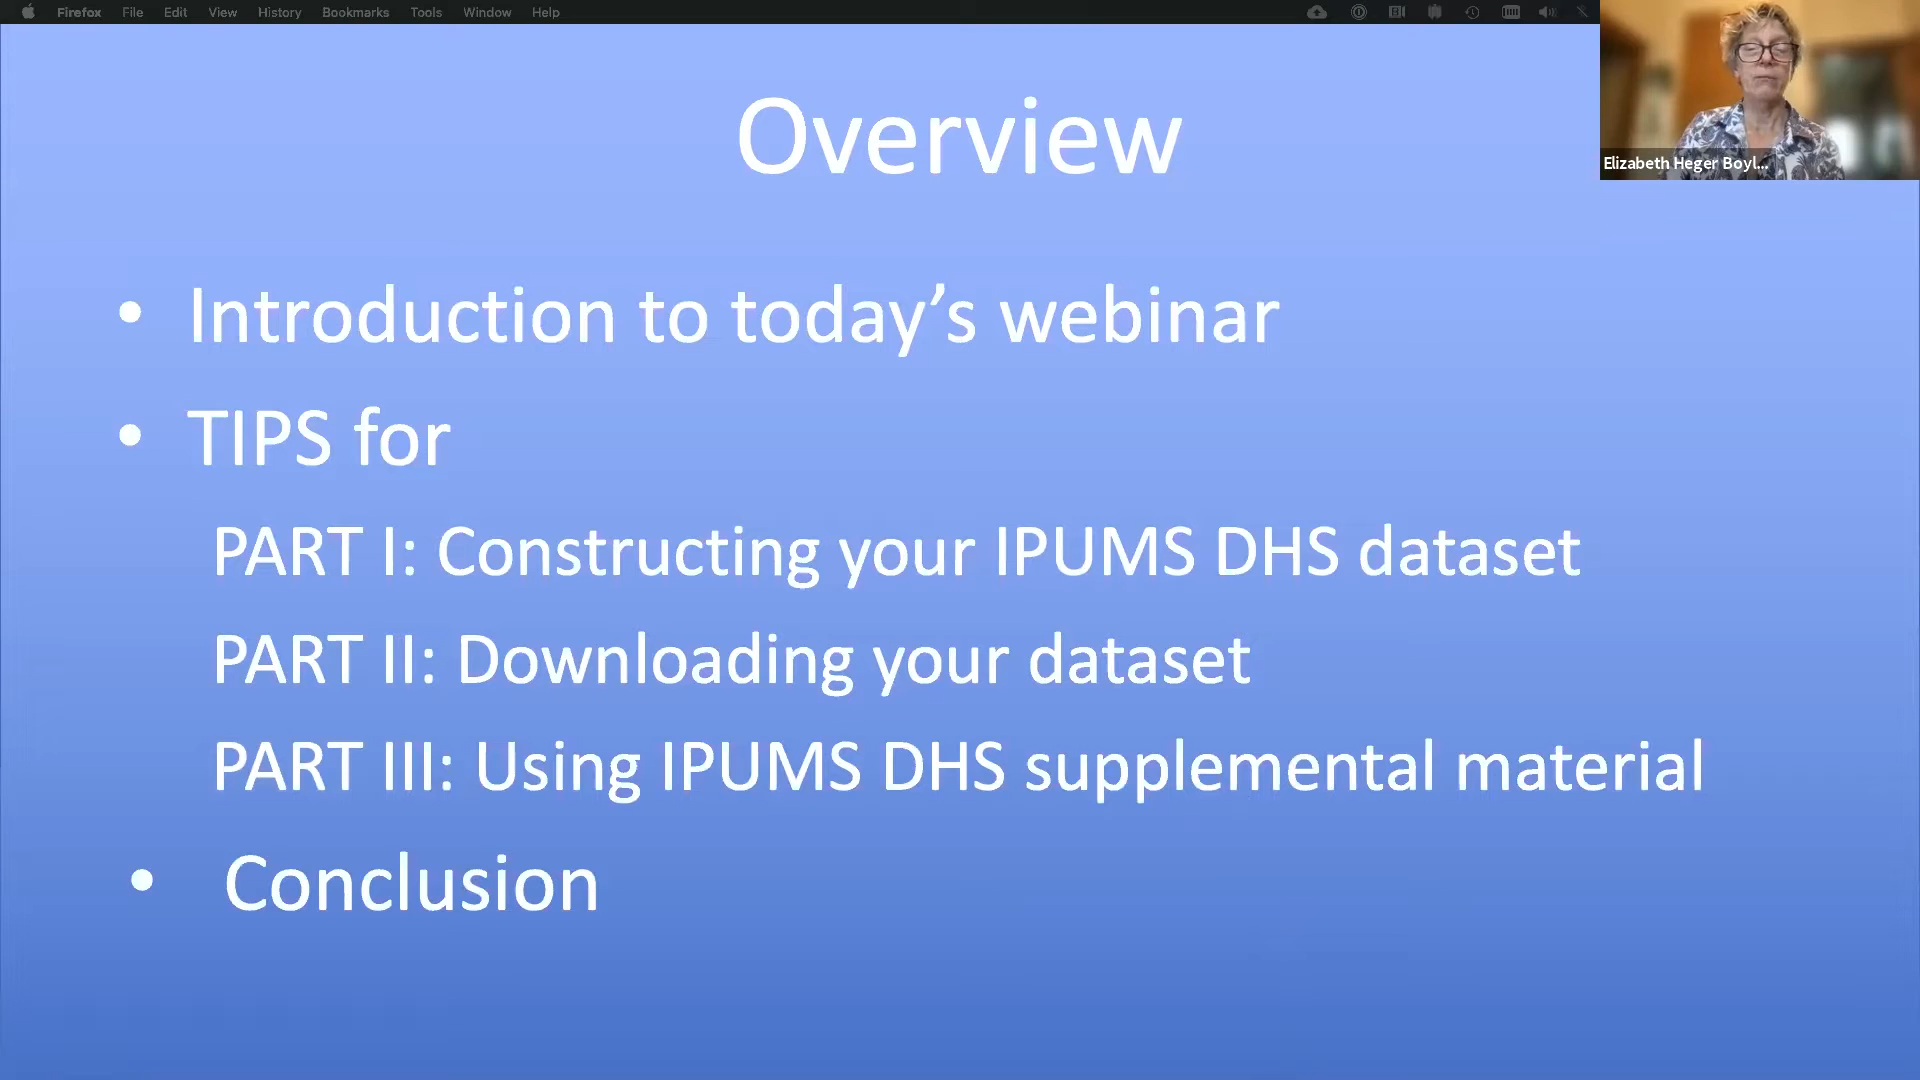 Firefox File Edit View History Bookmarks Tools Window Help
Overview
Elizabeth Heger Boyl...
• Introduction to today’s webinar
• TIPS for
PART I: Constructing your IPUMS DHS dataset
PART II: Downloading your dataset
PART III: Using IPUMS DHS supplemental material
• Conclusion